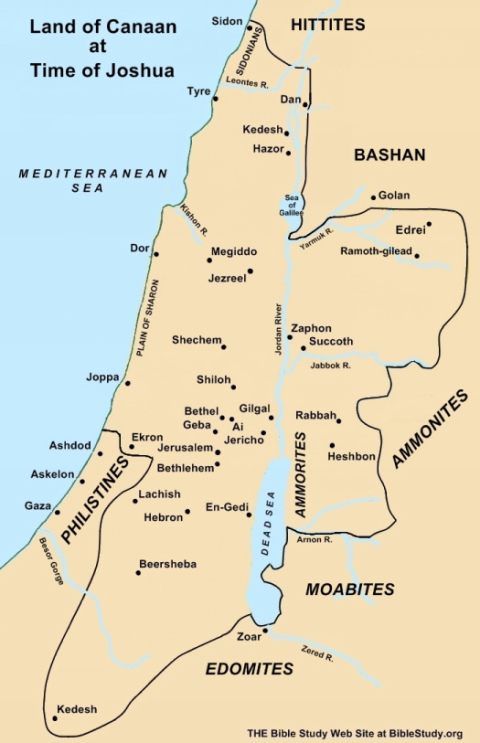 Land of Canaan
at
Time of Joshua
Sidon
HITTITES
SIDONIANS
Leontes R.
Tyre
Dan
Kedesh
Hazor
BASHAN
MEDITERRANEAN
SEA
Sea
of
Galilee
Golan
Kishon R.
Yarmuk R.
Edrei
Ramoth-gilead
Dor
Megiddo
Jezreel
PLAIN OF SHARON
Jordan River
Zaphon
Succoth
Shechem
Jabbok R.
Joppa
Shiloh
Bethel
Ai
Gilgal
Geba
Jericho
Rabbah
AMMONITES
Ashdod
Ekron
Jerusalem
Bethlehem
Heshbon
AMMORITES
Askelon
PHILISTINES
Gaza
Lachish
Hebron
En-Gedi
DEAD SEA
Arnon R.
Besor Gorge
Beersheba
MOABITES
Zoar
Zered R.
EDOMITES
Kedesh
THE Bible Study Web Site at BibleStudy.org